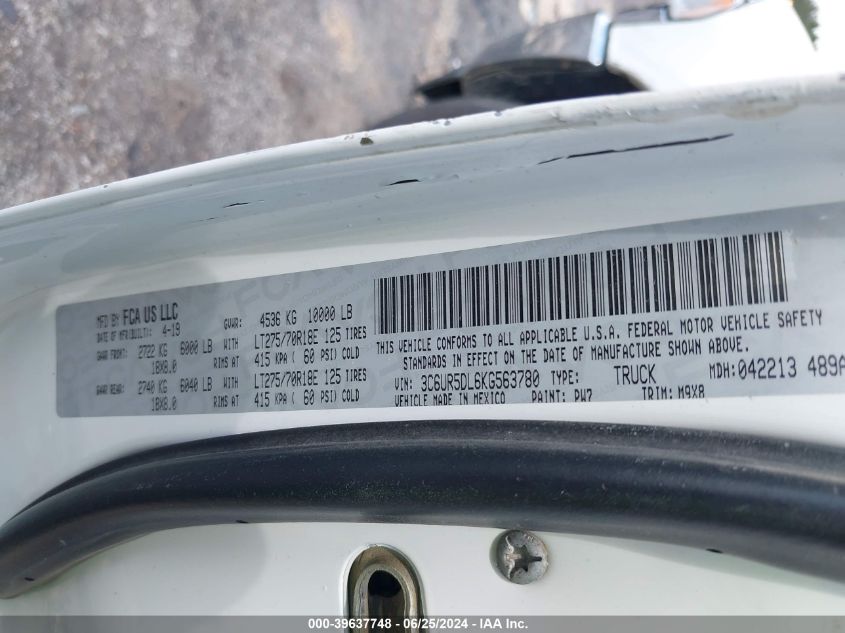 MFD BY FCA US LLC
DATE OF MFR(BUILT): 4-19
GVWR: 4536 KG 10000 LB
GAWR FRONT: 2722 KG 6000 LB WITH LT275/70R18E 125 TIRES
18X8.0 RIMS AT 415 KPA ( 60 PSI) COLD
GAWR REAR: 2740 KG 6040 LB WITH LT275/70R18E 125 TIRES
18X8.0 RIMS AT 415 KPA ( 60 PSI) COLD
THIS VEHICLE CONFORMS TO ALL APPLICABLE U.S.A. FEDERAL MOTOR VEHICLE SAFETY
STANDARDS IN EFFECT ON THE DATE OF MANUFACTURE SHOWN ABOVE.
VIN: 3C6UR5DL6KG563780 TYPE: TRUCK MDH: 042213 489A
VEHICLE MADE IN MEXICO PAINT: PW7 TRIM: M9X8
000-39637748 - 06/25/2024 - IAA Inc.